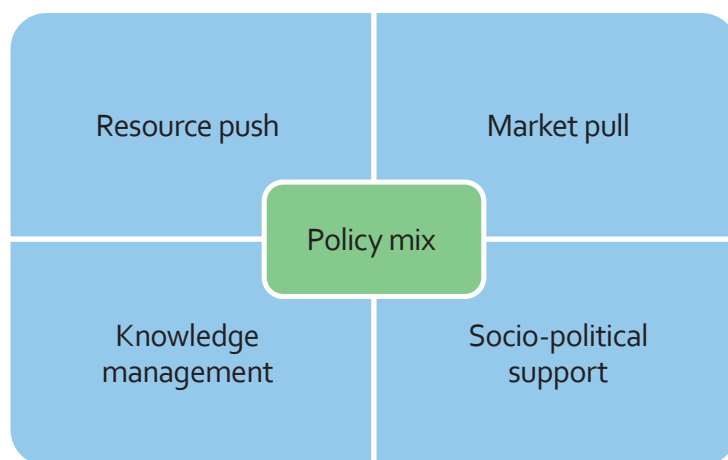 Resource push
Market pull
Policy mix
Knowledge
management
Socio-political
support